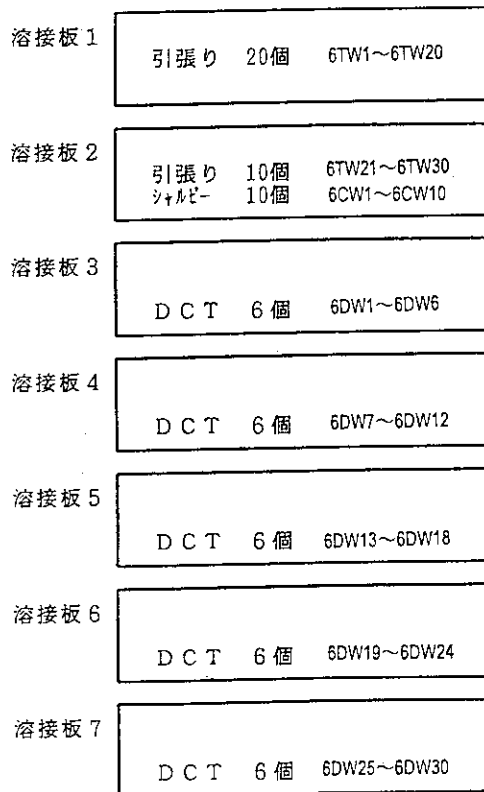 溶接板1
引張り 20個 6TW1～6TW20
溶接板2
引張り 10個 6TW21～6TW30
シャルピー 10個 6CW1～6CW10
溶接板3
DCT 6個 6DW1～6DW6
溶接板4
DCT 6個 6DW7～6DW12
溶接板5
DCT 6個 6DW13～6DW18
溶接板6
DCT 6個 6DW19～6DW24
溶接板7
DCT 6個 6DW25～6DW30